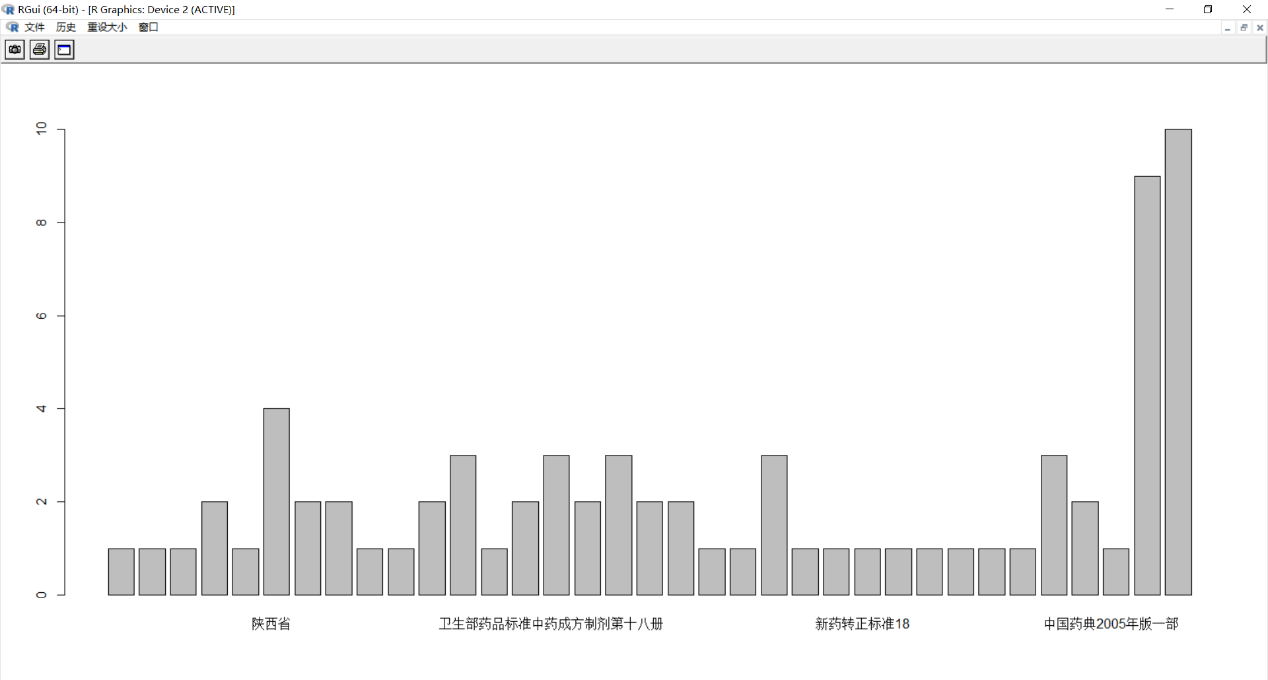 RGui (64-bit) - [R Graphics: Device 2 (ACTIVE)]
文件 历史 重设大小 窗口
10
8
6
4
2
0
陕西省 卫生部药品标准中药成方制剂第十八册 新药转正标准18 中国药典2005年版一部